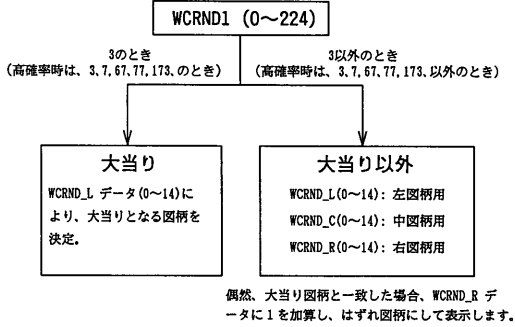 WCRND1 (0～224)
3のとき
(高確率時は、3,7,67,77,173,のとき)
3以外のとき
(高確率時は、3,7,67,77,173,以外のとき)
大当り
WCRND_L データ(0～14)に
より、大当りとなる図柄を
決定。
大当り以外
WCRND_L(0～14): 左図柄用
WCRND_C(0～14): 中図柄用
WCRND_R(0～14): 右図柄用
偶然、大当り図柄と一致した場合、WCRND_R デ
ータに1を加算し、はずれ図柄にして表示します。